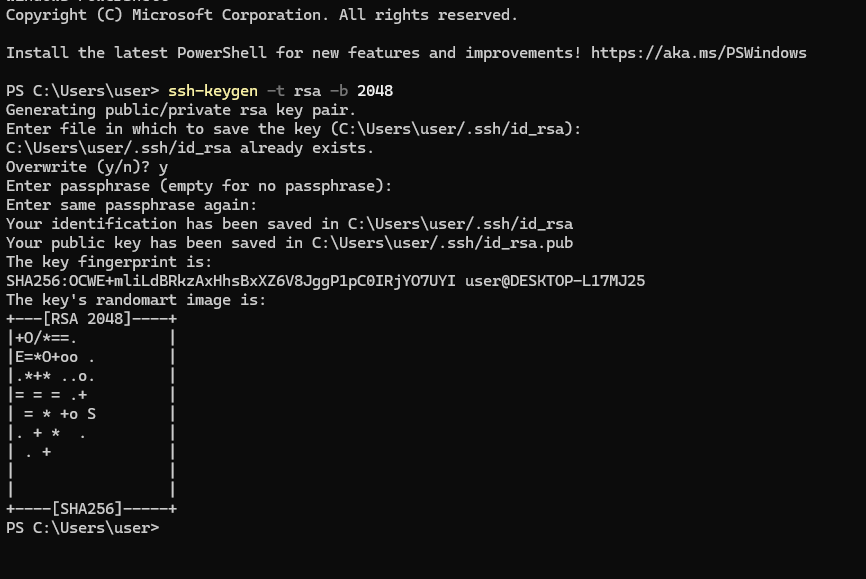 Copyright (C) Microsoft Corporation. All rights reserved.

Install the latest PowerShell for new features and improvements! https://aka.ms/PSWindows

PS C:\Users\user> ssh-keygen -t rsa -b 2048
Generating public/private rsa key pair.
Enter file in which to save the key (C:\Users\user/.ssh/id_rsa):
C:\Users\user/.ssh/id_rsa already exists.
Overwrite (y/n)? y
Enter passphrase (empty for no passphrase):
Enter same passphrase again:
Your identification has been saved in C:\Users\user/.ssh/id_rsa
Your public key has been saved in C:\Users\user/.ssh/id_rsa.pub
The key fingerprint is:
SHA256:OCWE+mliLdBRkzAxHhsBxXZ6V8JggP1pC0IRjYO7UYI user@DESKTOP-L17MJ25
The key's randomart image is:
+---[RSA 2048]----+
|+O/*==.          |
|E=*O+oo .        |
|.*+* ..o.        |
|= = = .+         |
| = * +o S        |
|. + *  .         |
| . +             |
|                 |
|                 |
+----[SHA256]-----+
PS C:\Users\user>